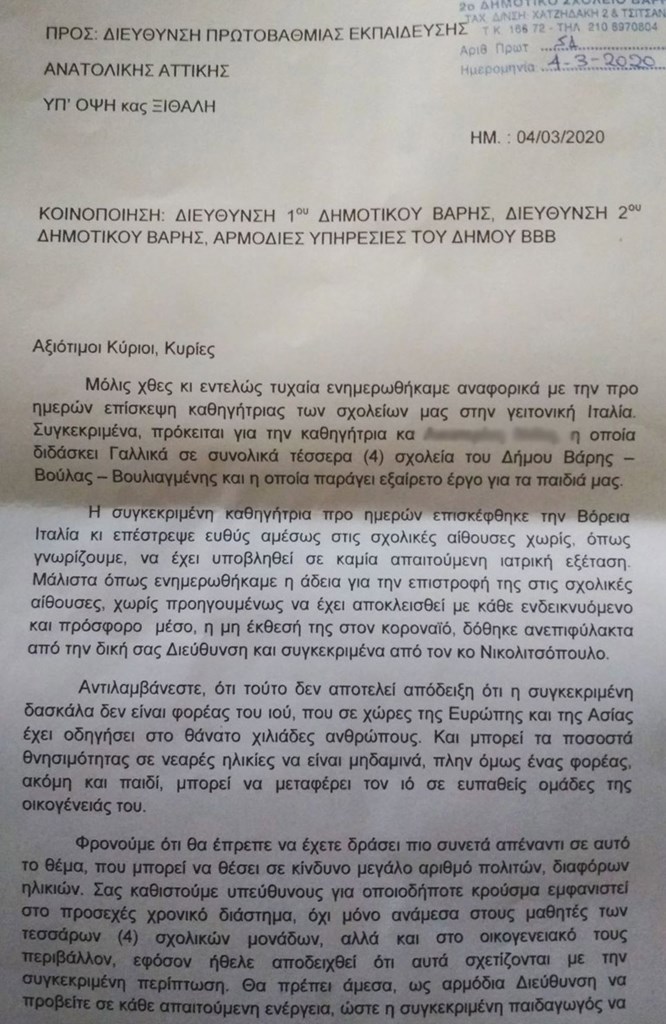 2ο ΔΗΜΟΤΙΚΟ ΣΧΟΛΕΙΟ ΒΑΡΗΣ
ΤΑΧ. Δ/ΝΣΗ: ΧΑΤΖΗΔΑΚΗ 2 & ΤΣΙΤΣΑΝ
Τ.Κ. 166 72 - ΤΗΛ. 210 8970804
Αριθ. Πρωτ. 52
Ημερομηνία: 4-3-2020
ΠΡΟΣ: ΔΙΕΥΘΥΝΣΗ ΠΡΩΤΟΒΑΘΜΙΑΣ ΕΚΠΑΙΔΕΥΣΗΣ
ΑΝΑΤΟΛΙΚΗΣ ΑΤΤΙΚΗΣ
ΥΠ' ΟΨΗ κας ΞΙΘΑΛΗ
ΗΜ. : 04/03/2020
ΚΟΙΝΟΠΟΙΗΣΗ: ΔΙΕΥΘΥΝΣΗ 1ου ΔΗΜΟΤΙΚΟΥ ΒΑΡΗΣ, ΔΙΕΥΘΥΝΣΗ 2ου
ΔΗΜΟΤΙΚΟΥ ΒΑΡΗΣ, ΑΡΜΟΔΙΕΣ ΥΠΗΡΕΣΙΕΣ ΤΟΥ ΔΗΜΟΥ ΒΒΒ
Αξιότιμοι Κύριοι, Κυρίες
Μόλις χθες κι εντελώς τυχαία ενημερωθήκαμε αναφορικά με την προ
ημερών επίσκεψη καθηγήτριας των σχολείων μας στην γειτονική Ιταλία.
Συγκεκριμένα, πρόκειται για την καθηγήτρια κα η οποία
διδάσκει Γαλλικά σε συνολικά τέσσερα (4) σχολεία του Δήμου Βάρης –
Βούλας – Βουλιαγμένης και η οποία παράγει εξαίρετο έργο για τα παιδιά μας.
Η συγκεκριμένη καθηγήτρια προ ημερών επισκέφθηκε την Βόρεια
Ιταλία κι επέστρεψε ευθύς αμέσως στις σχολικές αίθουσες χωρίς, όπως
γνωρίζουμε, να έχει υποβληθεί σε καμία απαιτούμενη ιατρική εξέταση.
Μάλιστα όπως ενημερωθήκαμε η άδεια για την επιστροφή της στις σχολικές
αίθουσες, χωρίς προηγουμένως να έχει αποκλεισθεί με κάθε ενδεικνυόμενο
και πρόσφορο μέσο, η μη έκθεσή της στον κοροναϊό, δόθηκε ανεπιφύλακτα
από την δική σας Διεύθυνση και συγκεκριμένα από τον κο Νικολιτσόπουλο.
Αντιλαμβάνεστε, ότι τούτο δεν αποτελεί απόδειξη ότι η συγκεκριμένη
δασκάλα δεν είναι φορέας του ιού, που σε χώρες της Ευρώπης και της Ασίας
έχει οδηγήσει στο θάνατο χιλιάδες ανθρώπους. Και μπορεί τα ποσοστά
θνησιμότητας σε νεαρές ηλικίες να είναι μηδαμινά, πλην όμως ένας φορέας,
ακόμη και παιδί, μπορεί να μεταφέρει τον ιό σε ευπαθείς ομάδες της
οικογένειάς του.
Φρονούμε ότι θα έπρεπε να έχετε δράσει πιο συνετά απέναντι σε αυτό
το θέμα, που μπορεί να θέσει σε κίνδυνο μεγάλο αριθμό πολιτών, διαφόρων
ηλικιών. Σας καθιστούμε υπεύθυνους για οποιοδήποτε κρούσμα εμφανιστεί
στο προσεχές χρονικό διάστημα, όχι μόνο ανάμεσα στους μαθητές των
τεσσάρων (4) σχολικών μονάδων, αλλά και στο οικογενειακό τους
περιβάλλον, εφόσον ήθελε αποδειχθεί ότι αυτά σχετίζονται με την
συγκεκριμένη περίπτωση. Θα πρέπει άμεσα, ως αρμόδια Διεύθυνση να
προβείτε σε κάθε απαιτούμενη ενέργεια, ώστε η συγκεκριμένη παιδαγωγός να